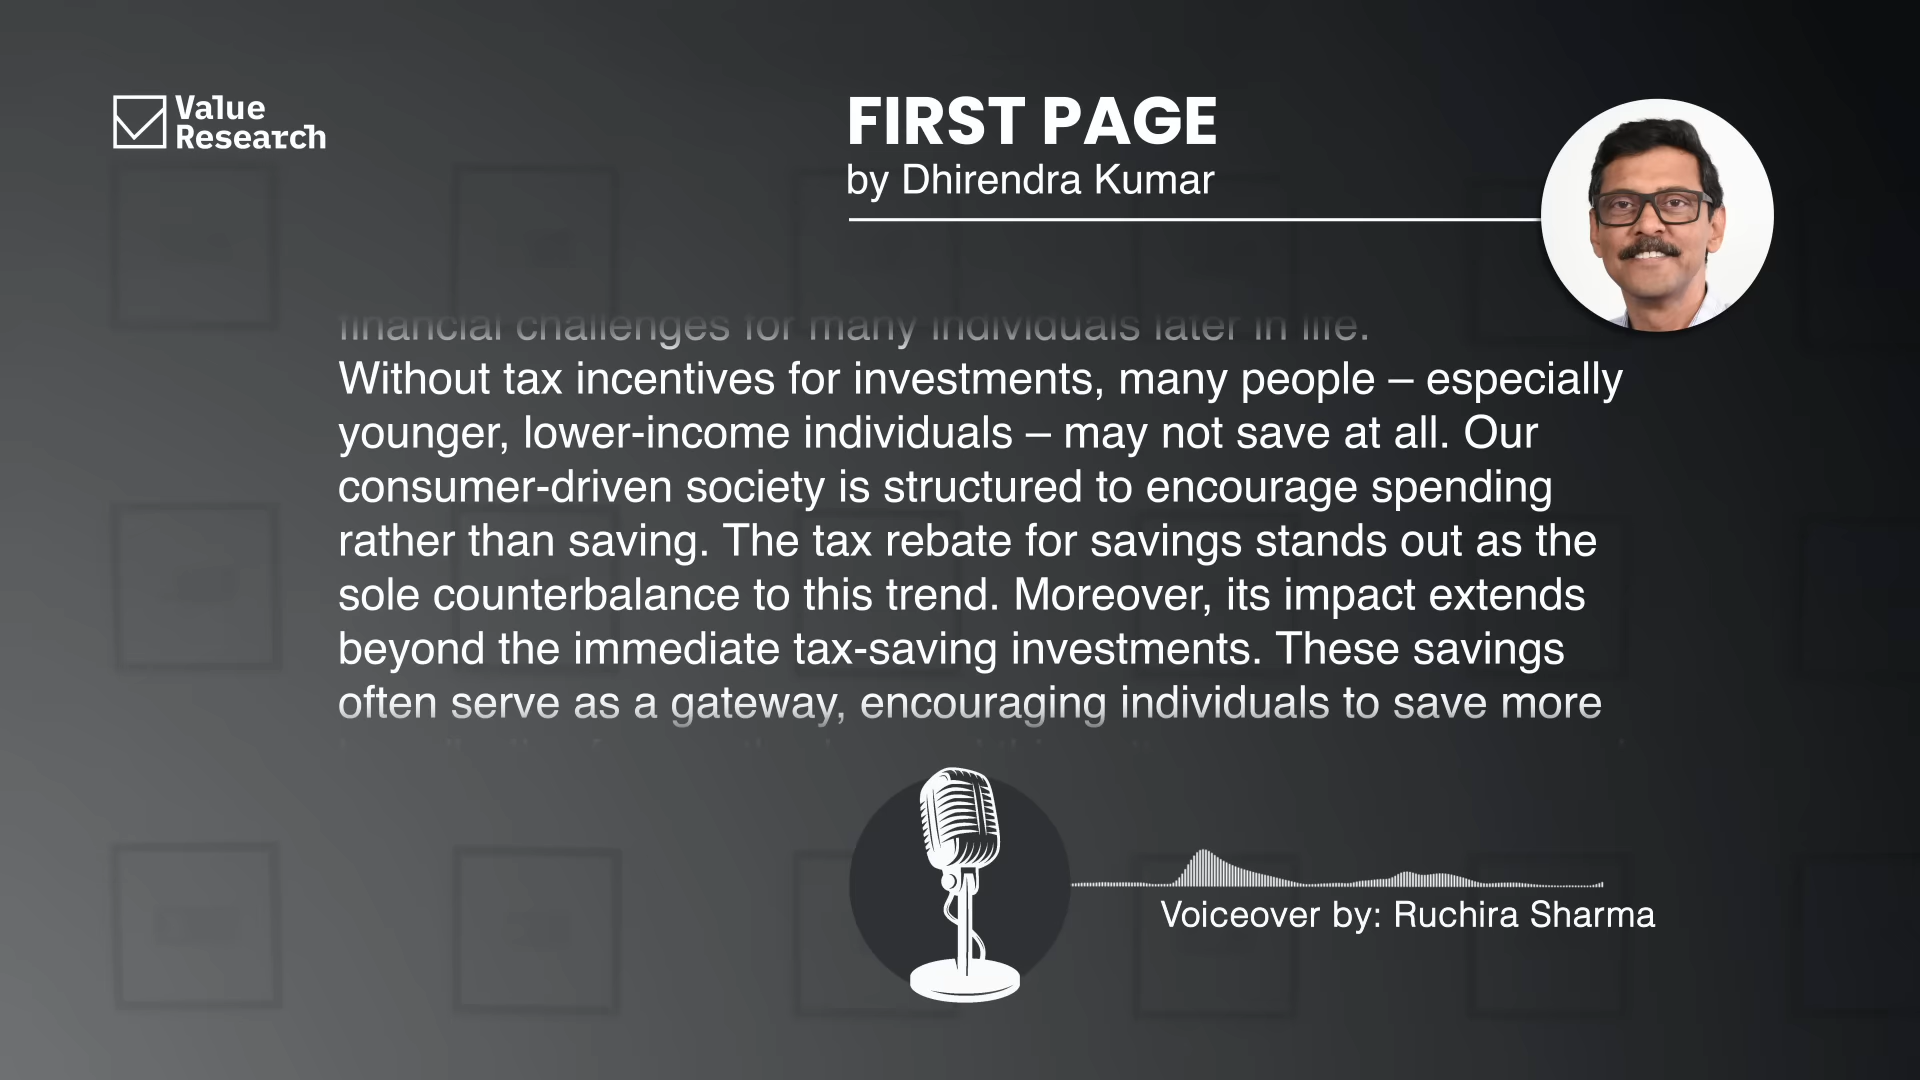 Value
Research
FIRST PAGE
by Dhirendra Kumar
financial challenges for many individuals later in life.
Without tax incentives for investments, many people – especially
younger, lower-income individuals – may not save at all. Our
consumer-driven society is structured to encourage spending
rather than saving. The tax rebate for savings stands out as the
sole counterbalance to this trend. Moreover, its impact extends
beyond the immediate tax-saving investments. These savings
often serve as a gateway, encouraging individuals to save more
Voiceover by: Ruchira Sharma